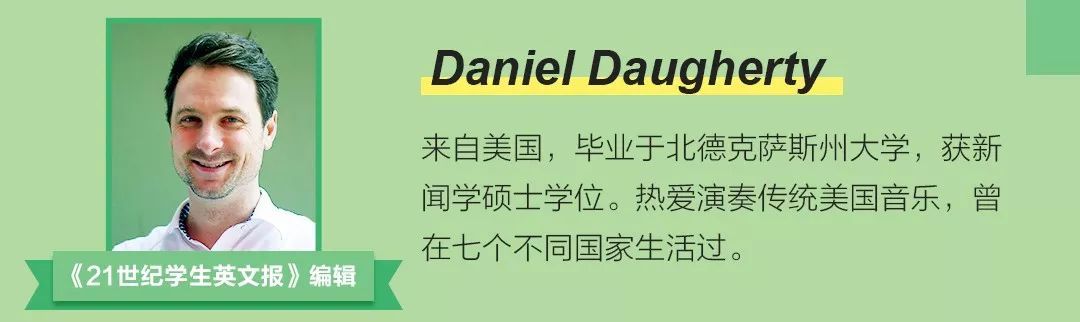 Daniel Daugherty
来自美国，毕业于北德克萨斯州大学，获新
闻学硕士学位。热爱演奏传统美国音乐，曾
在七个不同国家生活过。
《21世纪学生英文报》编辑